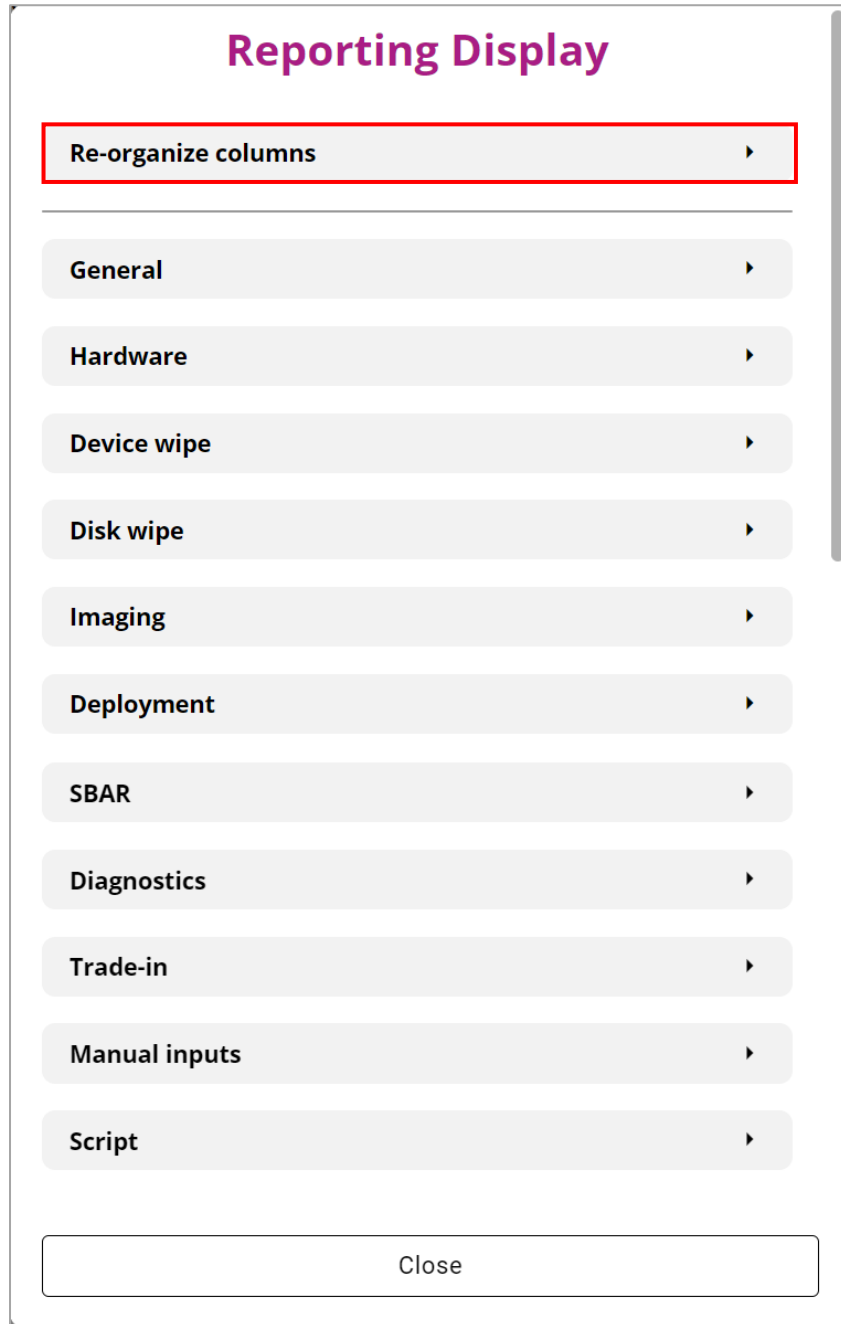 Reporting Display
Re-organize columns
General
Hardware
Device wipe
Disk wipe
Imaging
Deployment
SBAR
Diagnostics
Trade-in
Manual inputs
Script
Close